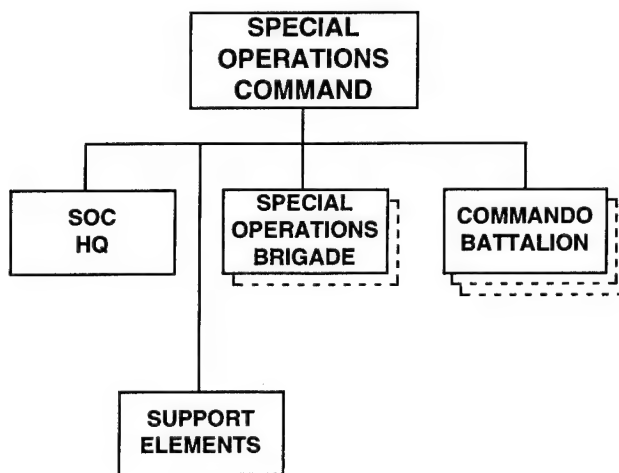 SPECIAL
OPERATIONS
COMMAND
SOC
HQ
SPECIAL
OPERATIONS
BRIGADE
COMMANDO
BATTALION
SUPPORT
ELEMENTS